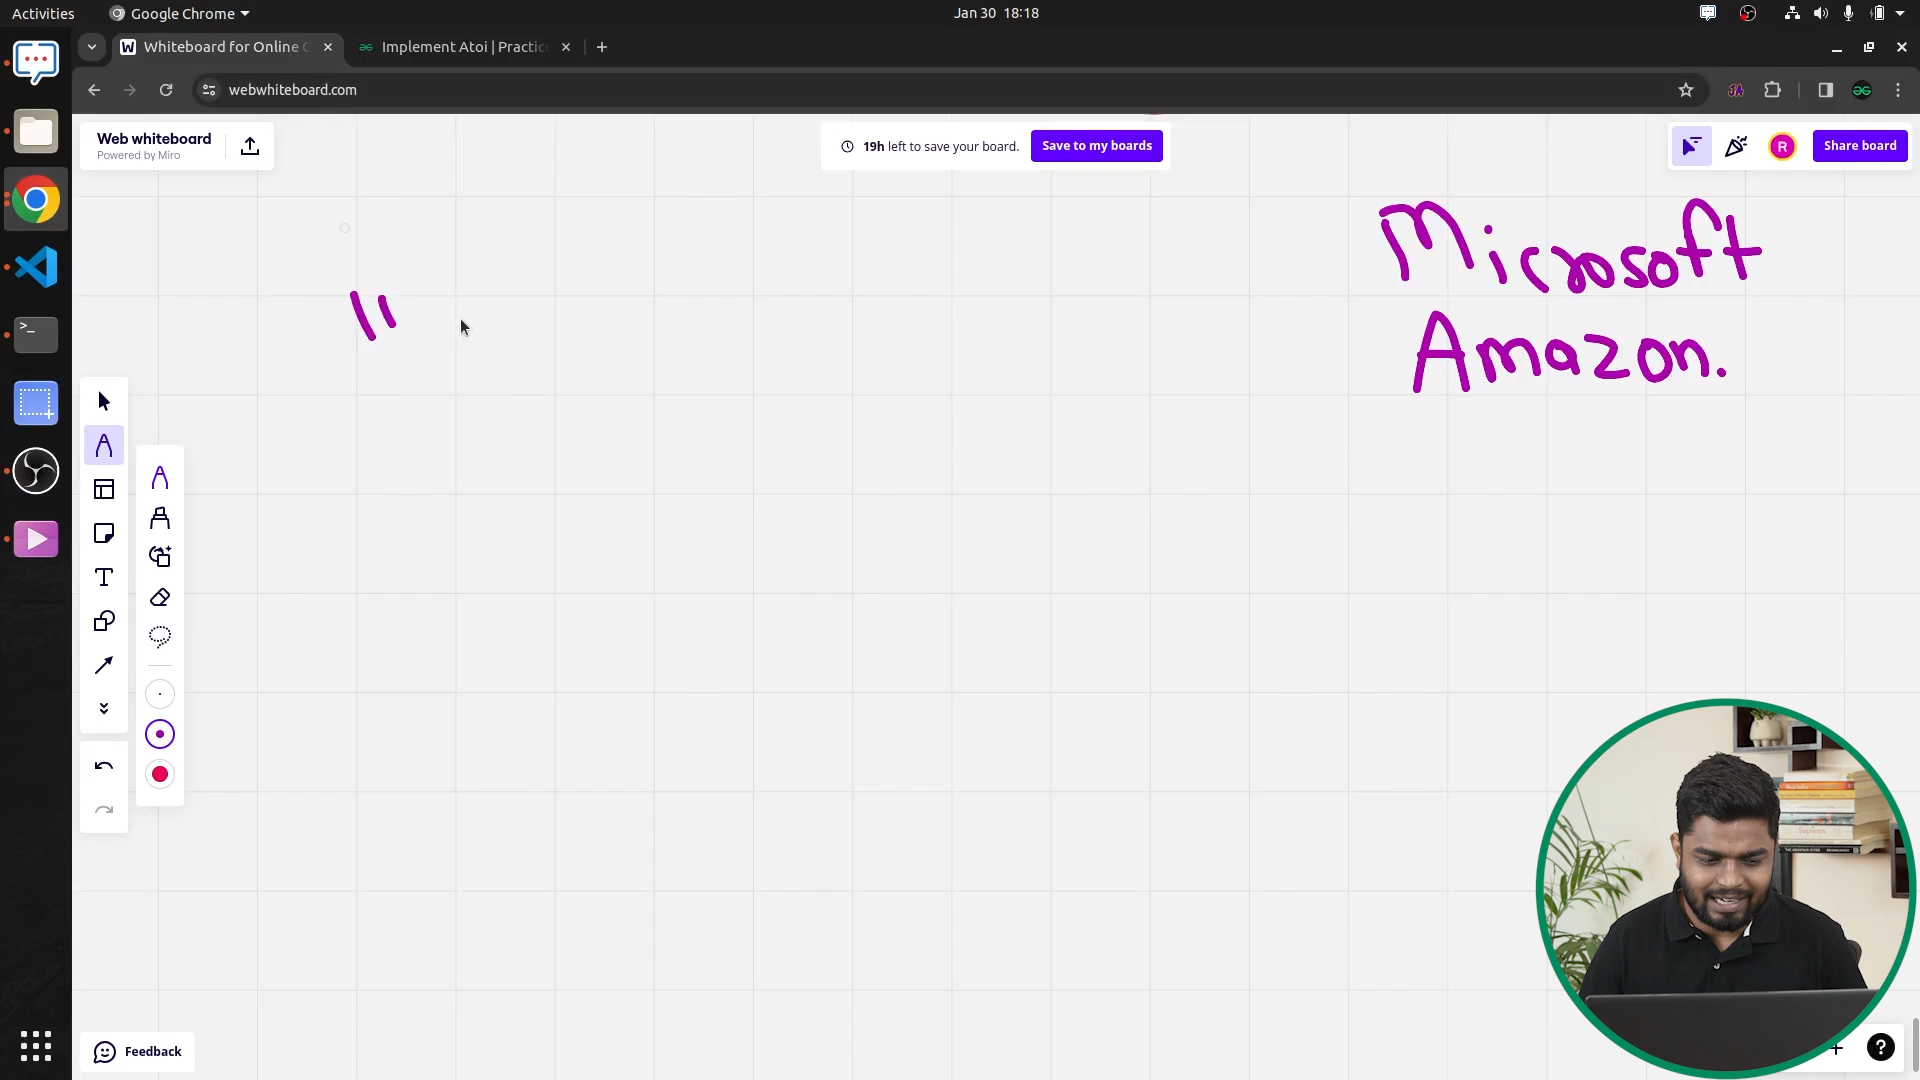 Activities
Google Chrome
Jan 30 18:18
Whiteboard for Online
Implement Atoi | Practic
webwhiteboard.com
Web whiteboard
Powered by Miro
19h left to save your board.
Save to my boards
R
Share board
Microsoft
"
Amazon.
Feedback
Sapiens